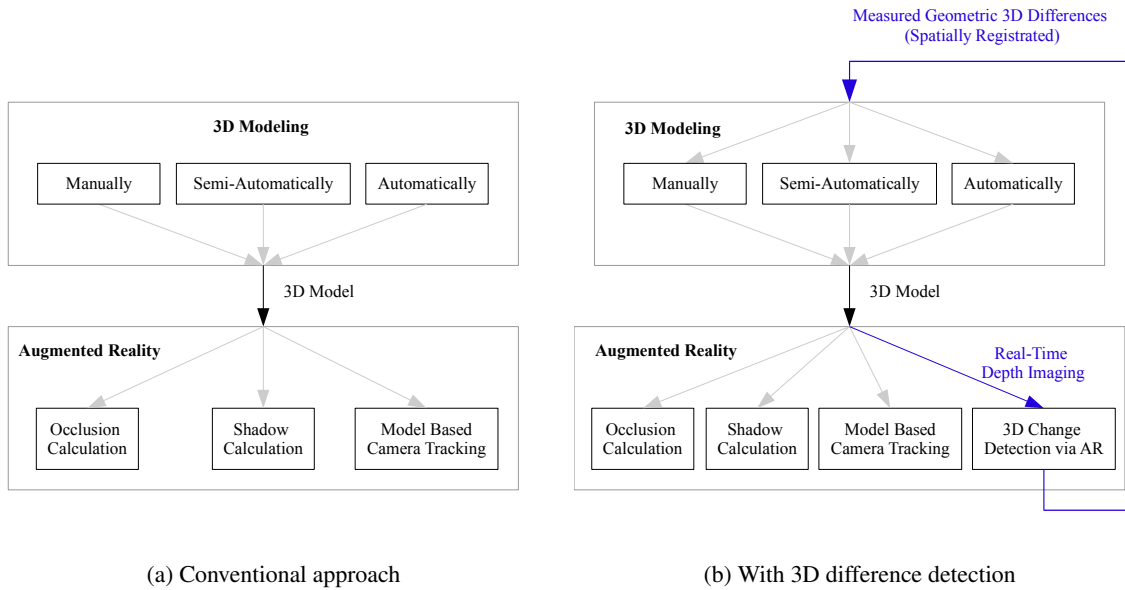 3D Modeling
Manually
Semi-Automatically
Automatically
3D Model
Augmented Reality
Occlusion
Calculation
Shadow
Calculation
Model Based
Camera Tracking
(a) Conventional approach
Measured Geometric 3D Differences
(Spatially Registrated)
3D Modeling
Manually
Semi-Automatically
Automatically
3D Model
Augmented Reality
Real-Time
Depth Imaging
Occlusion
Calculation
Shadow
Calculation
Model Based
Camera Tracking
3D Change
Detection via AR
(b) With 3D difference detection